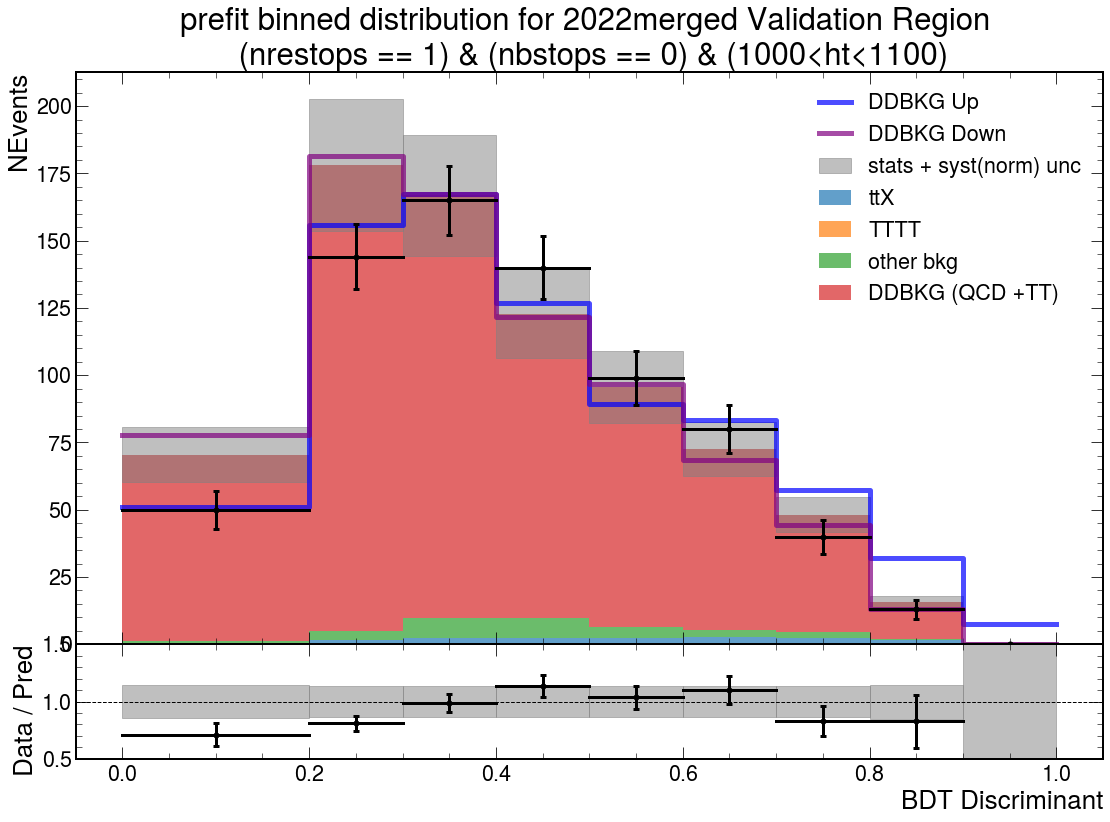 prefit binned distribution for 2022merged Validation Region
(nrestops == 1) & (nbstops == 0) & (1000<ht<1100)
NEvents
200
175
150
125
100
75
50
25
0
DDBKG Up
DDBKG Down
stats + syst(norm) unc
ttX
TTTT
other bkg
DDBKG (QCD +TT)
Data / Pred
1.5
1.0
0.5
0.0 0.2 0.4 0.6 0.8 1.0
BDT Discriminant